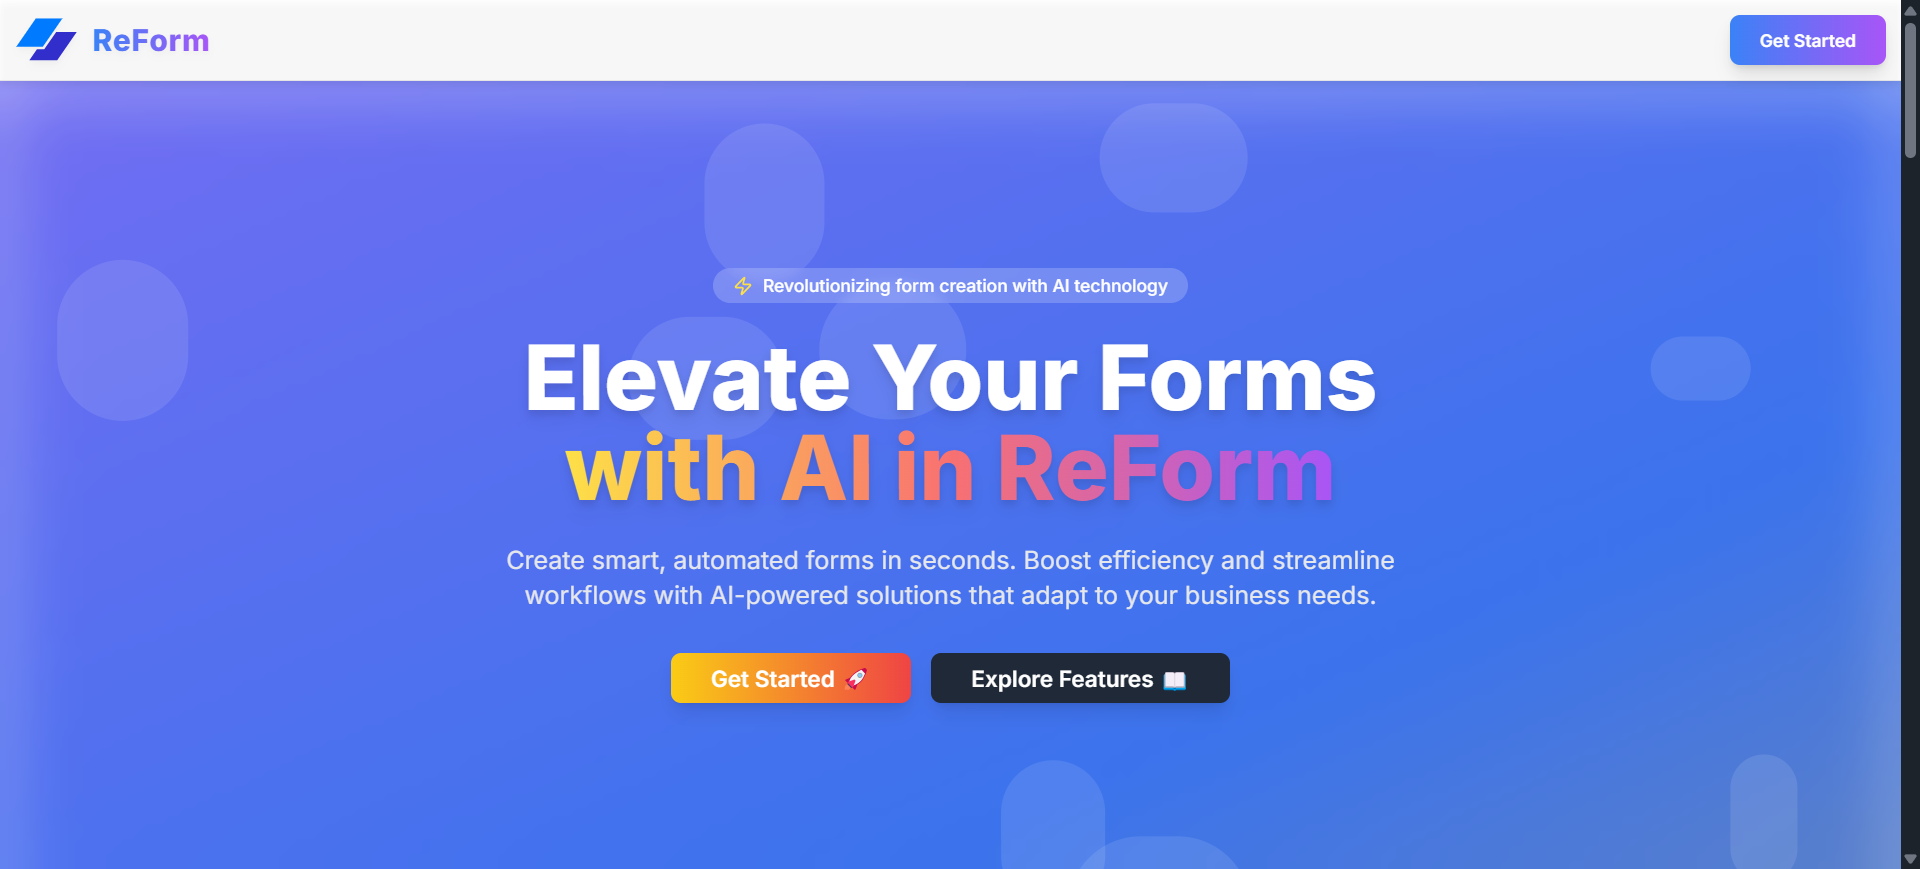 ReForm
Get Started
Revolutionizing form creation with AI technology
Elevate Your Forms
with AI in ReForm
Create smart, automated forms in seconds. Boost efficiency and streamline
workflows with AI-powered solutions that adapt to your business needs.
Get Started 🚀
Explore Features 📖